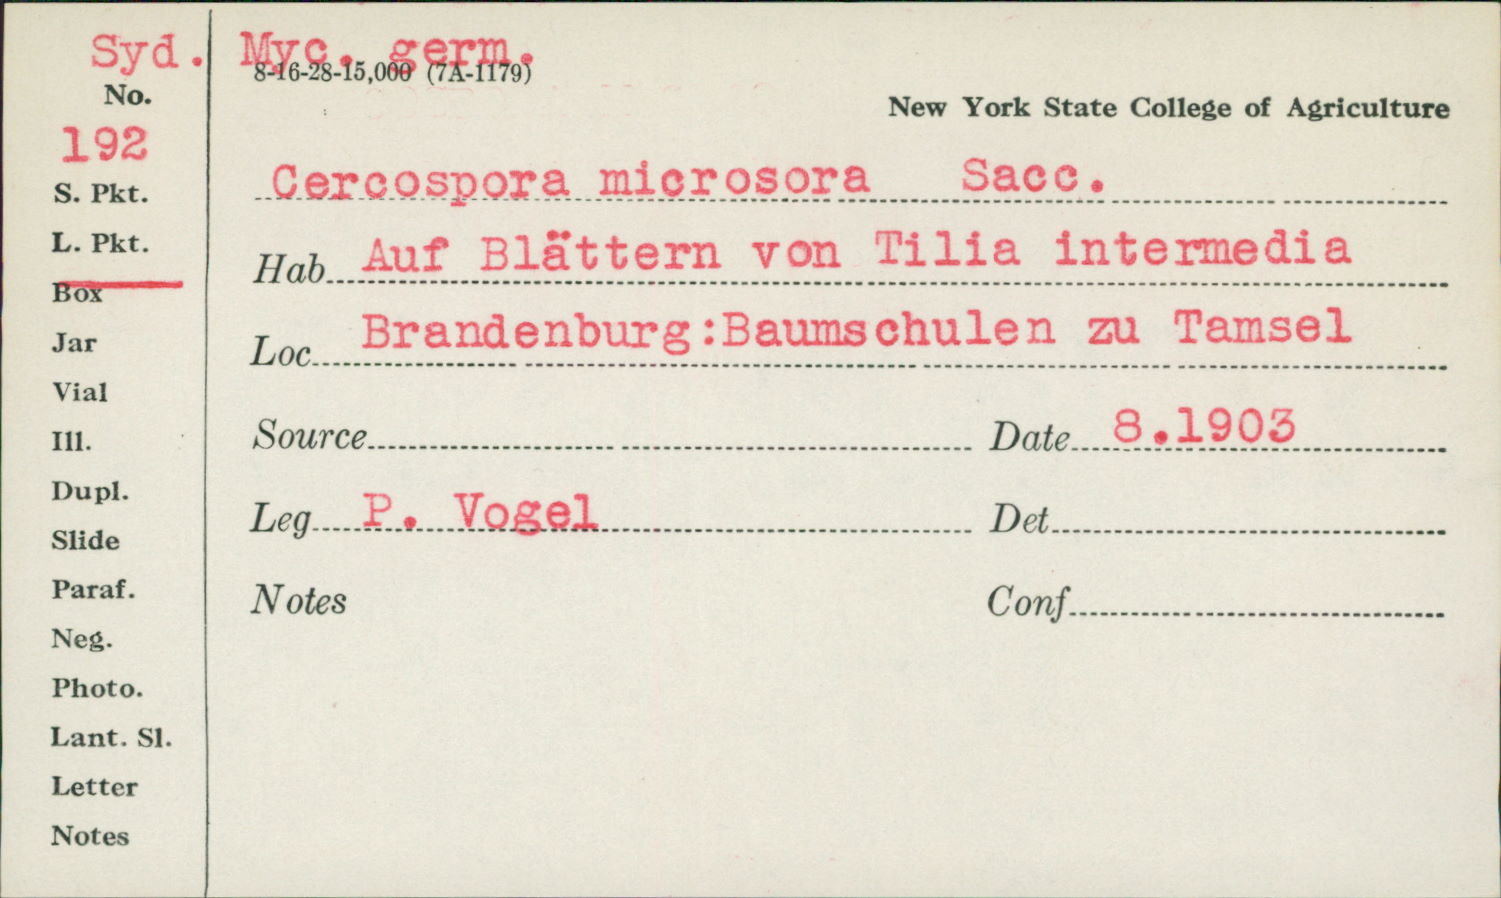 Syd. Myc. germ.
8-16-28-15,000 (7A-1179)
No.
New York State College of Agriculture
192
Cercospora microsora Sacc.
S. Pkt.
L. Pkt.
Hab Auf Blättern von Tilia intermedia
Box
Loc Brandenburg:Baumschulen zu Tamsel
Jar
Vial
Source Date 8.1903
Ill.
Dupl.
Leg P. Vogel Det
Slide
Paraf.
Notes Conf
Neg.
Photo.
Lant. Sl.
Letter
Notes